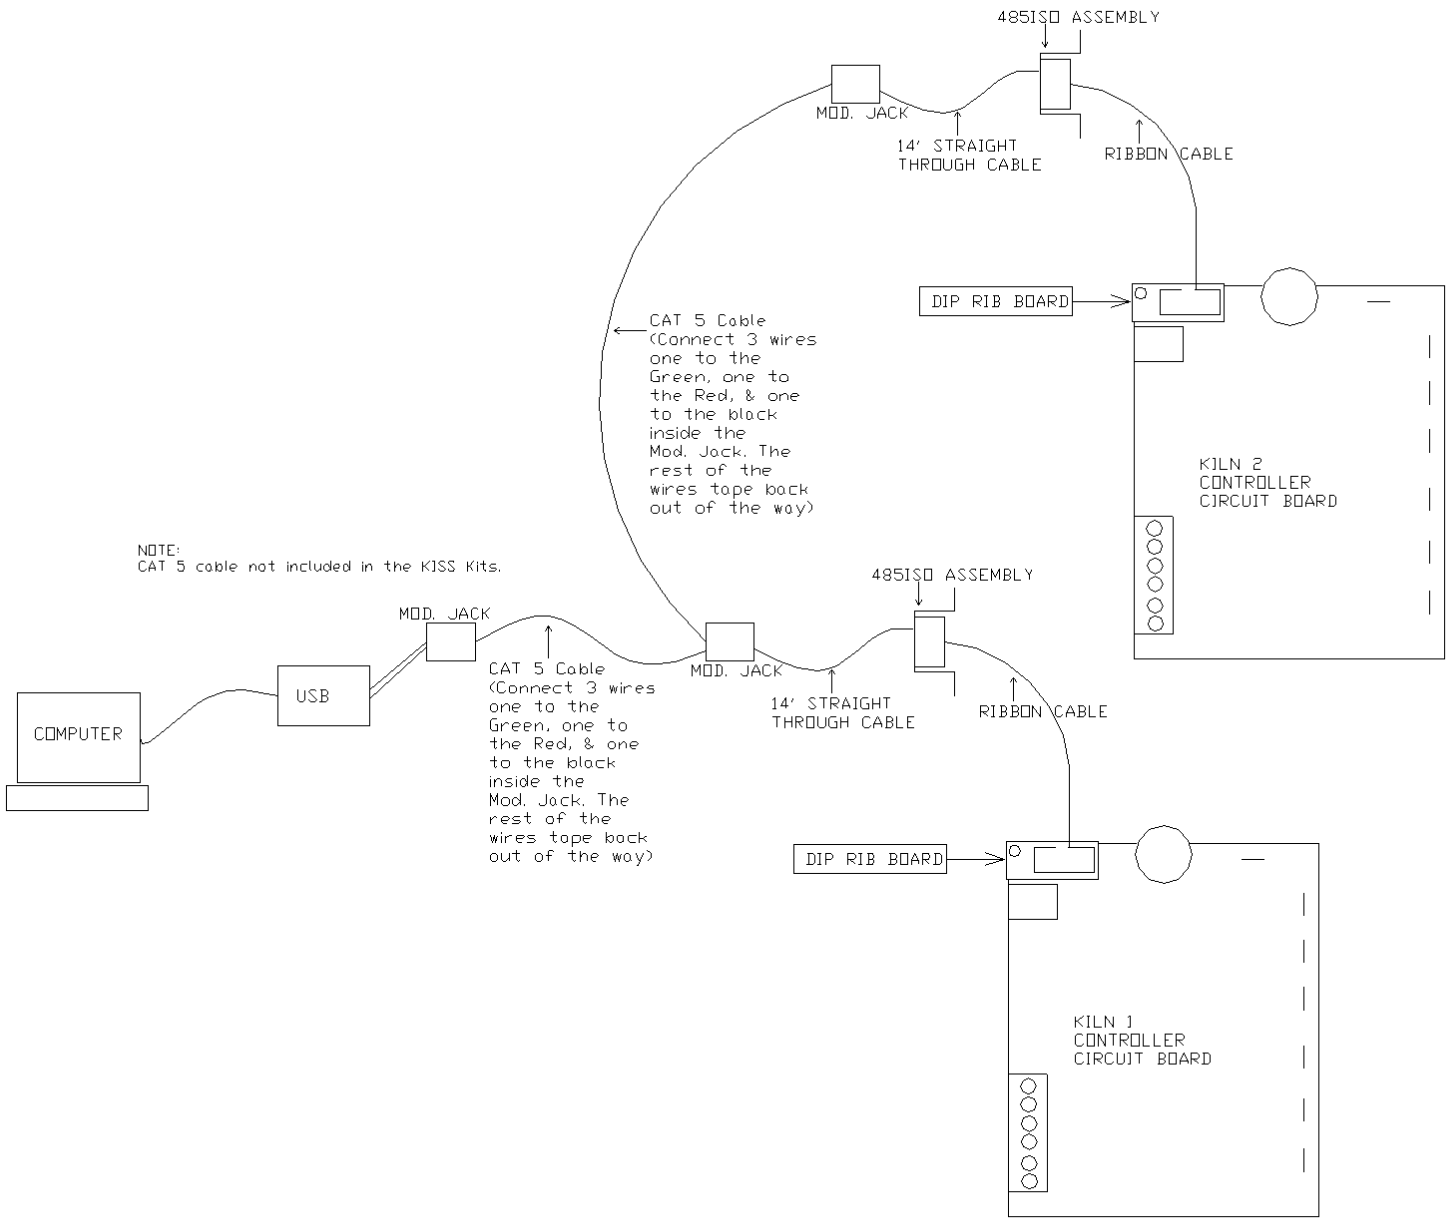 485ISO ASSEMBLY
MOD. JACK
14' STRAIGHT
THROUGH CABLE
RIBBON CABLE
DIP RIB BOARD
CAT 5 Cable
(Connect 3 wires
one to the
Green, one to
the Red, & one
to the black
inside the
Mod. Jack. The
rest of the
wires tape back
out of the way)
KILN 2
CONTROLLER
CIRCUIT BOARD
NOTE:
CAT 5 cable not included in the KISS Kits.
485ISO ASSEMBLY
MOD. JACK
MOD. JACK
CAT 5 Cable
(Connect 3 wires
one to the
Green, one to
the Red, & one
to the black
inside the
Mod. Jack. The
rest of the
wires tape back
out of the way)
14' STRAIGHT
THROUGH CABLE
RIBBON CABLE
USB
COMPUTER
DIP RIB BOARD
KILN 1
CONTROLLER
CIRCUIT BOARD